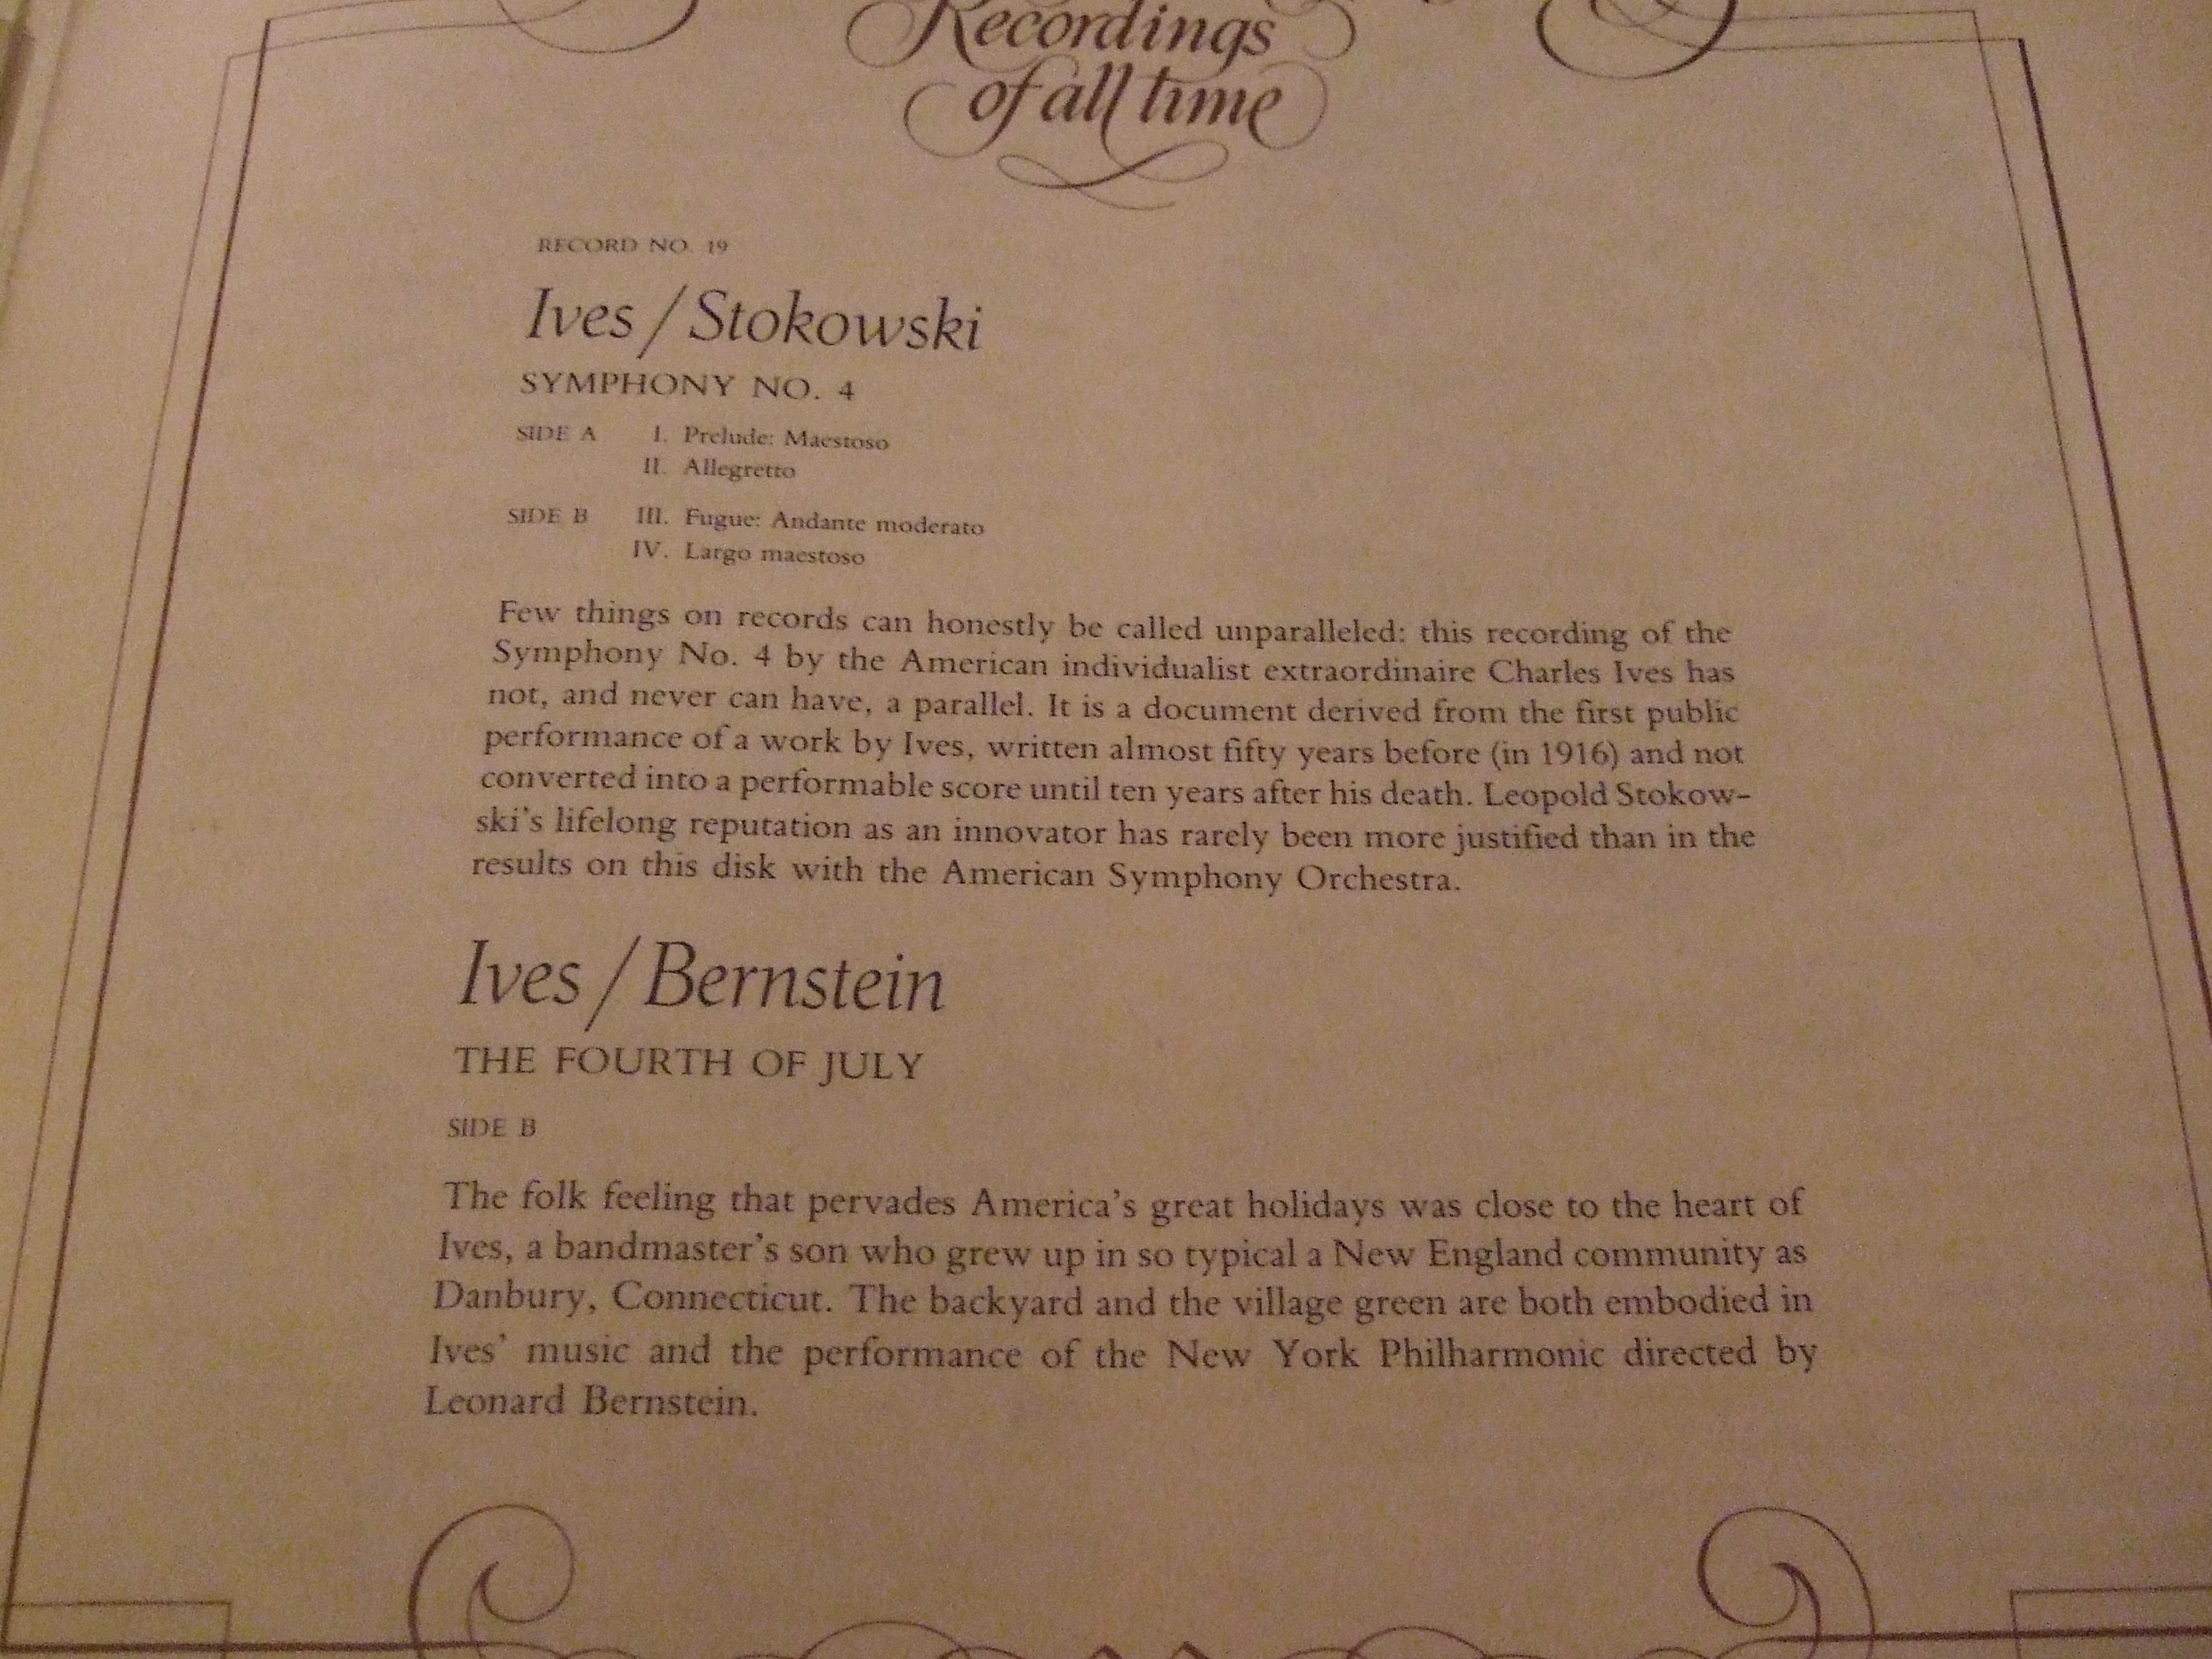 Recordings
of all time
RECORD NO. 19
Ives / Stokowski
SYMPHONY NO. 4
SIDE A I. Prelude: Maestoso
II. Allegretto
SIDE B III. Fugue: Andante moderato
IV. Largo maestoso
Few things on records can honestly be called unparalleled: this recording of the
Symphony No. 4 by the American individualist extraordinaire Charles Ives has
not, and never can have, a parallel. It is a document derived from the first public
performance of a work by Ives, written almost fifty years before (in 1916) and not
converted into a performable score until ten years after his death. Leopold Stokow-
ski's lifelong reputation as an innovator has rarely been more justified than in the
results on this disk with the American Symphony Orchestra.
Ives / Bernstein
THE FOURTH OF JULY
SIDE B
The folk feeling that pervades America's great holidays was close to the heart of
Ives, a bandmaster's son who grew up in so typical a New England community as
Danbury, Connecticut. The backyard and the village green are both embodied in
Ives' music and the performance of the New York Philharmonic directed by
Leonard Bernstein.